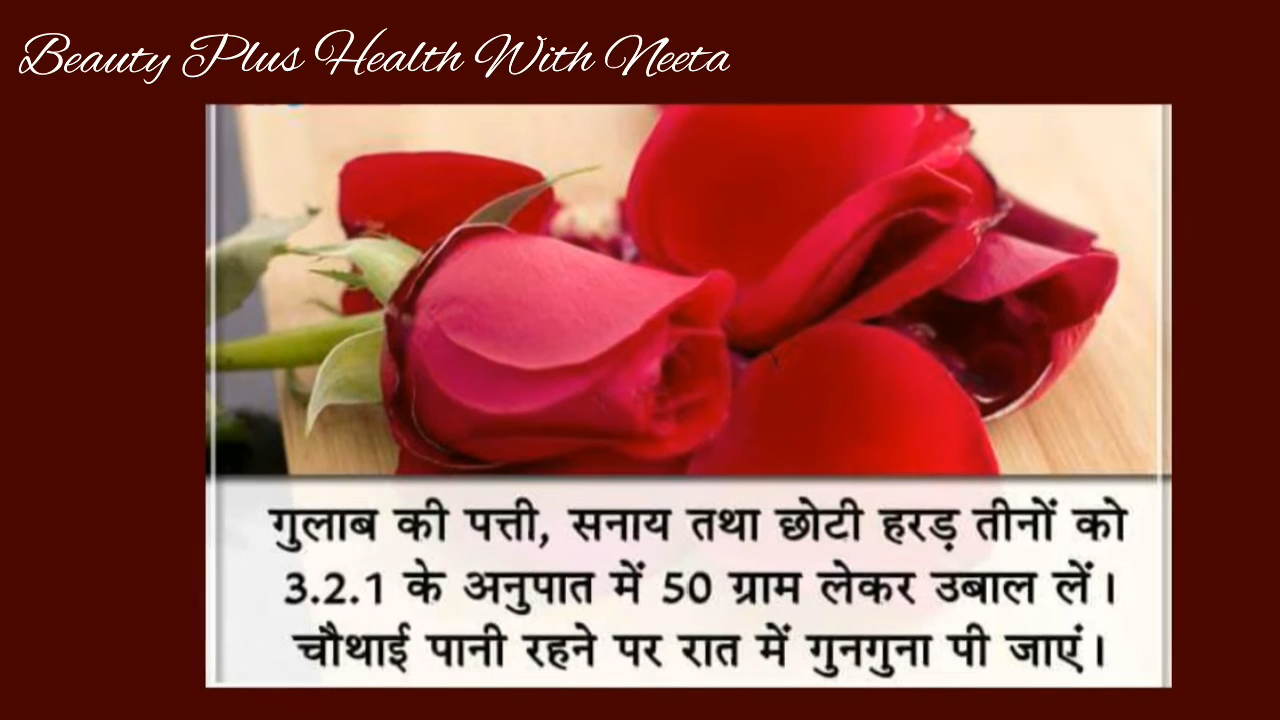 Beauty Plus Health With Neeta
गुलाब की पत्ती, सनाय तथा छोटी हरड़ तीनों को
3.2.1 के अनुपात में 50 ग्राम लेकर उबाल लें।
चौथाई पानी रहने पर रात में गुनगुना पी जाएं।